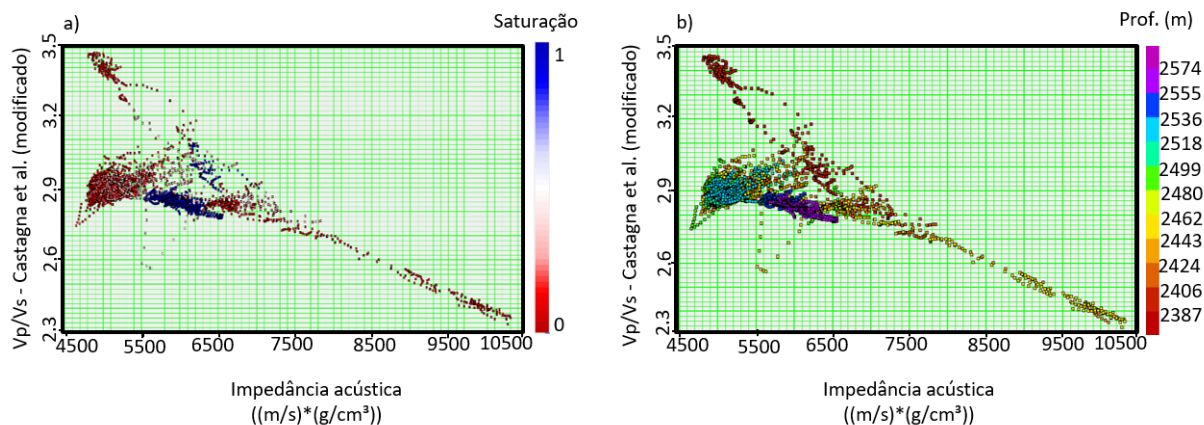 a)
Saturação
1
0
3.5
3.2
2.9
2.6
2.3
Vp/Vs - Castagna et al. (modificado)
4500 5500 6500 7500 8500 9500 10500
Impedância acústica
((m/s)*(g/cm³))
b)
Prof. (m)
2574
2555
2536
2518
2499
2480
2462
2443
2424
2406
2387
3.5
3.2
2.9
2.6
2.3
Vp/Vs - Castagna et al. (modificado)
4500 5500 6500 7500 8500 9500 10500
Impedância acústica
((m/s)*(g/cm³))